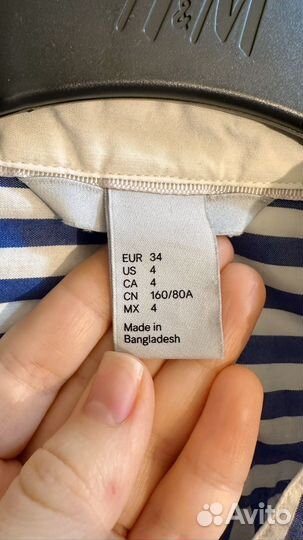 H&M
EUR 34
US 4
CA 4
CN 160/80A
MX 4
Made in
Bangladesh
Avito